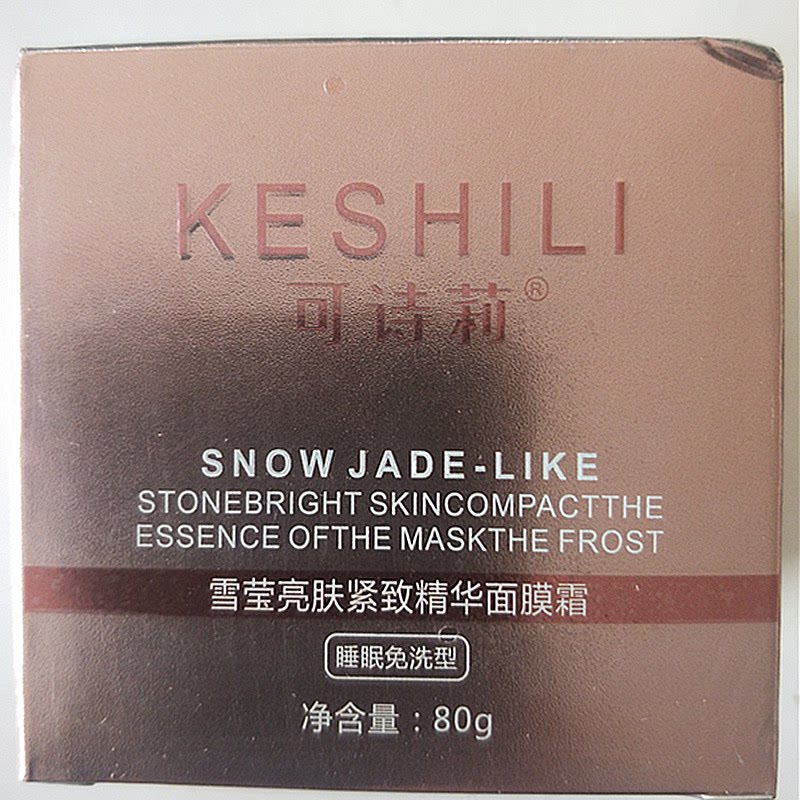 KESHILI
可诗莉®
SNOW JADE-LIKE
STONEBRIGHT SKINCOMPACTTHE
ESSENCE OFTHE MASKTHE FROST
雪莹亮肤紧致精华面膜霜
睡眠免洗型
净含量：80g